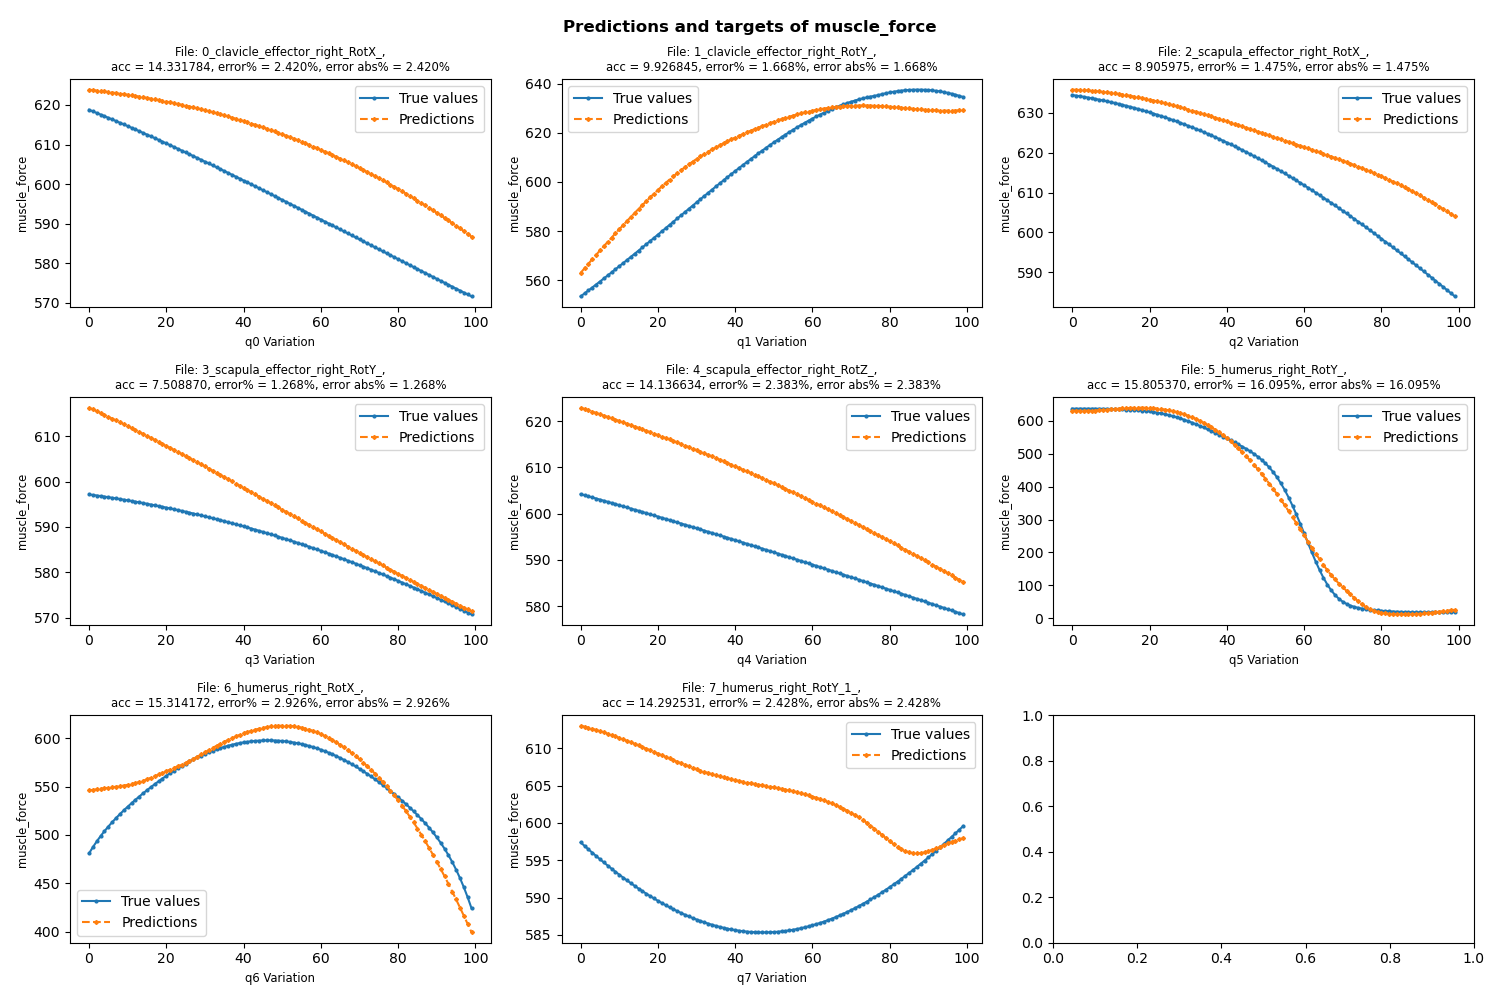 Predictions and targets of muscle_force
File: 0_clavicle_effector_right_RotX_,
acc = 14.331784, error% = 2.420%, error abs% = 2.420%
True values
Predictions
muscle_force
620
610
600
590
580
570
0 20 40 60 80 100
q0 Variation
File: 1_clavicle_effector_right_RotY_,
acc = 9.926845, error% = 1.668%, error abs% = 1.668%
True values
Predictions
muscle_force
640
620
600
580
560
0 20 40 60 80 100
q1 Variation
File: 2_scapula_effector_right_RotX_,
acc = 8.905975, error% = 1.475%, error abs% = 1.475%
True values
Predictions
muscle_force
630
620
610
600
590
0 20 40 60 80 100
q2 Variation
File: 3_scapula_effector_right_RotY_,
acc = 7.508870, error% = 1.268%, error abs% = 1.268%
True values
Predictions
muscle_force
610
600
590
580
570
0 20 40 60 80 100
q3 Variation
File: 4_scapula_effector_right_RotZ_,
acc = 14.136634, error% = 2.383%, error abs% = 2.383%
True values
Predictions
muscle_force
620
610
600
590
580
0 20 40 60 80 100
q4 Variation
File: 5_humerus_right_RotY_,
acc = 15.805370, error% = 16.095%, error abs% = 16.095%
True values
Predictions
muscle_force
600
500
400
300
200
100
0
0 20 40 60 80 100
q5 Variation
File: 6_humerus_right_RotX_,
acc = 15.314172, error% = 2.926%, error abs% = 2.926%
True values
Predictions
muscle_force
600
550
500
450
400
0 20 40 60 80 100
q6 Variation
File: 7_humerus_right_RotY_1_,
acc = 14.292531, error% = 2.428%, error abs% = 2.428%
True values
Predictions
muscle_force
610
605
600
595
590
585
0 20 40 60 80 100
q7 Variation
1.0
0.8
0.6
0.4
0.2
0.0
0.0 0.2 0.4 0.6 0.8 1.0